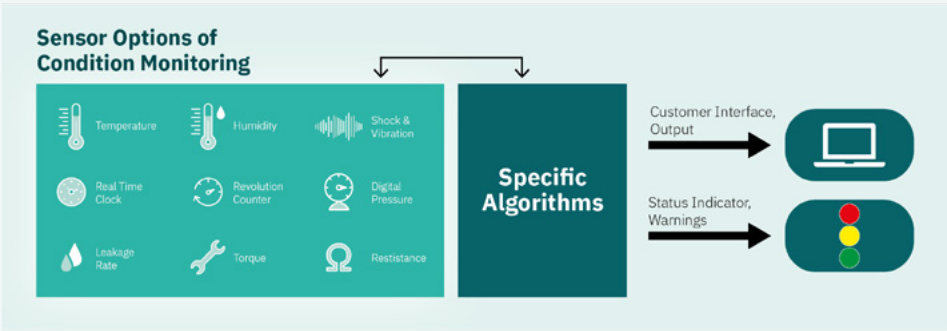 Sensor Options of
Condition Monitoring
Temperature
Humidity
Shock &
Vibration
Real Time
Clock
Revolution
Counter
Digital
Pressure
Leakage
Rate
Torque
Restistance
Specific
Algorithms
Customer Interface,
Output
Status Indicator,
Warnings